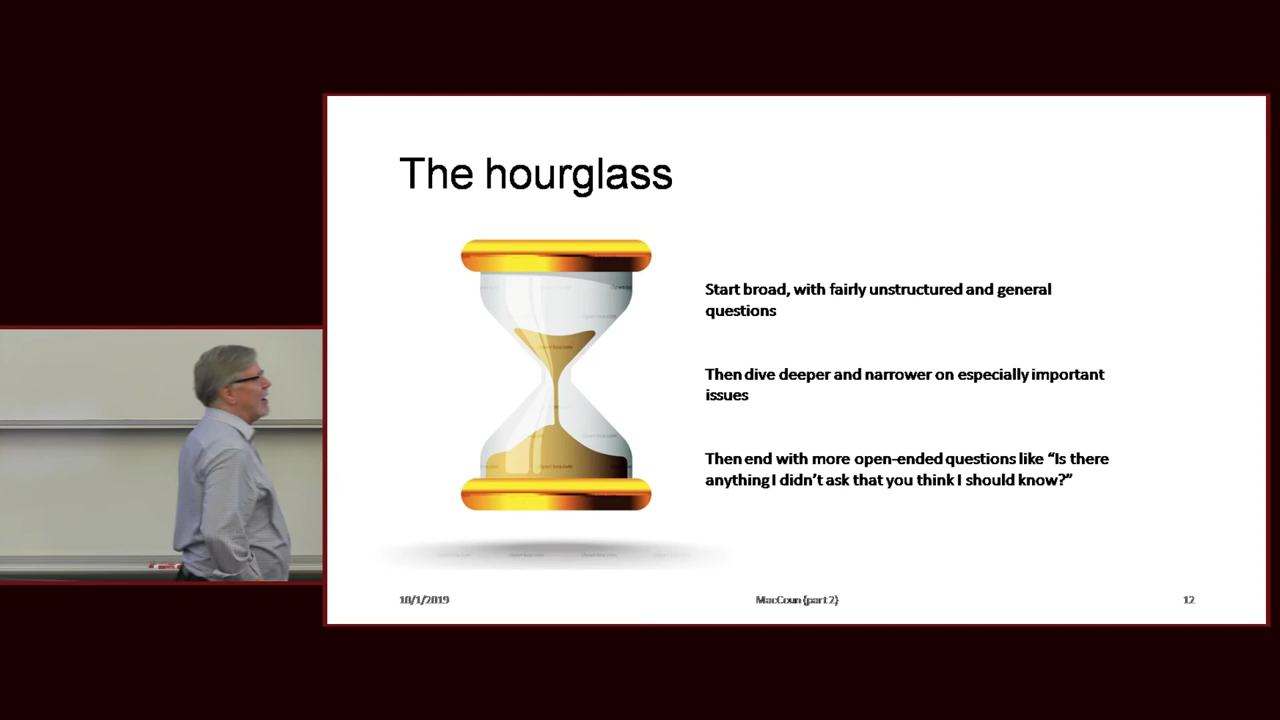 The hourglass
Start broad, with fairly unstructured and general
questions
Then dive deeper and narrower on especially important
issues
Then end with more open-ended questions like “Is there
anything I didn’t ask that you think I should know?”
10/1/2019
MacCoun (part 2)
12